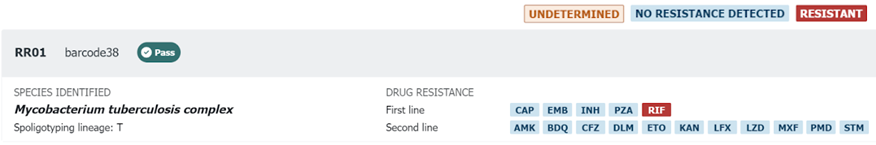 UNDETERMINED NO RESISTANCE DETECTED RESISTANT
RR01 barcode38 Pass
SPECIES IDENTIFIED DRUG RESISTANCE
Mycobacterium tuberculosis complex First line CAP EMB INH PZA RIF
Spoligotyping lineage: T Second line AMK BDQ CFZ DLM ETO KAN LFX LZD MXF PMD STM